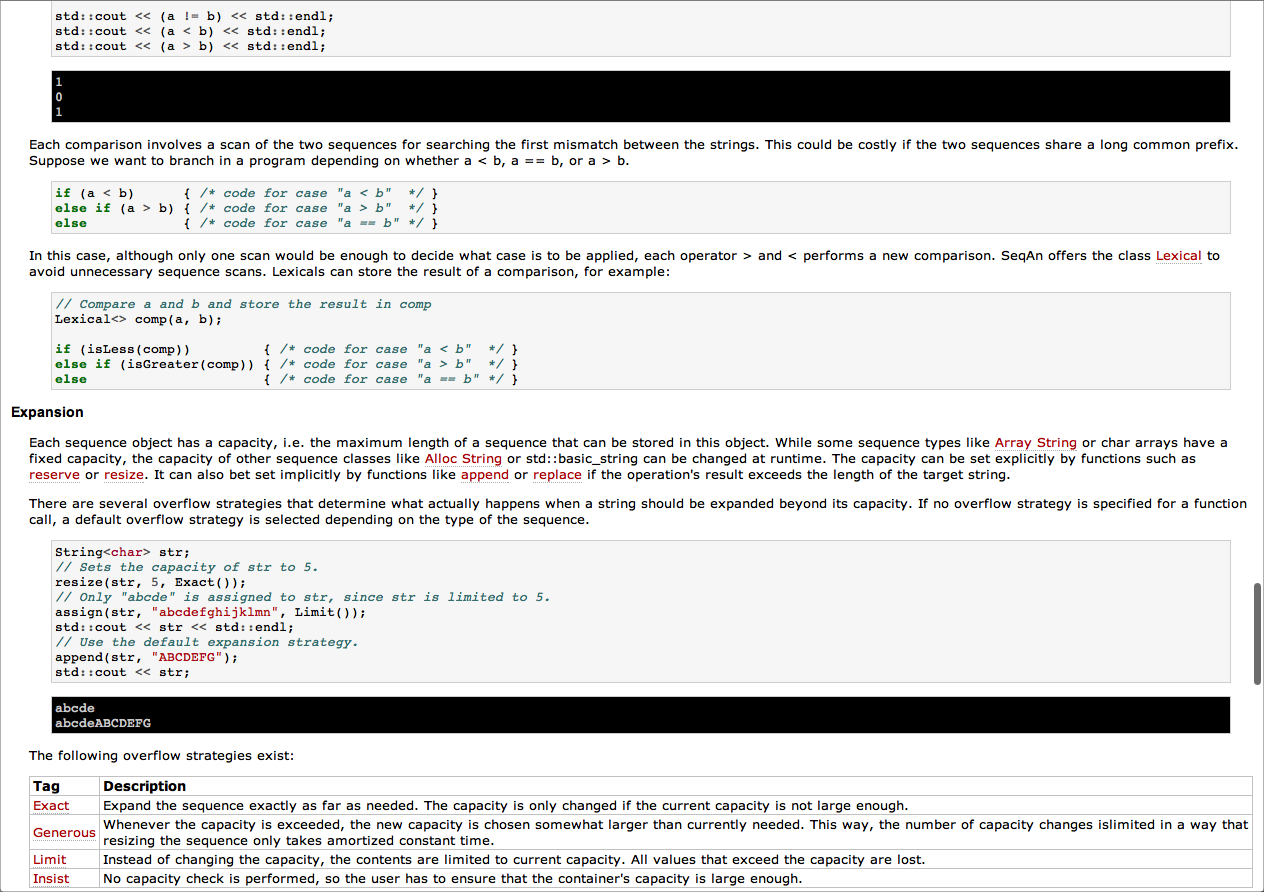 std::cout << (a != b) << std::endl;
std::cout << (a < b) << std::endl;
std::cout << (a > b) << std::endl;
1
0
1
Each comparison involves a scan of the two sequences for searching the first mismatch between the strings. This could be costly if the two sequences share a long common prefix.
Suppose we want to branch in a program depending on whether a < b, a == b, or a > b.
if (a < b)      { /* code for case "a < b"  */ }
else if (a > b) { /* code for case "a > b"  */ }
else            { /* code for case "a == b" */ }
In this case, although only one scan would be enough to decide what case is to be applied, each operator > and < performs a new comparison. SeqAn offers the class Lexical to
avoid unnecessary sequence scans. Lexicals can store the result of a comparison, for example:
// Compare a and b and store the result in comp
Lexical<> comp(a, b);
if (isLess(comp))         { /* code for case "a < b"  */ }
else if (isGreater(comp)) { /* code for case "a > b"  */ }
else                      { /* code for case "a == b" */ }
Expansion
Each sequence object has a capacity, i.e. the maximum length of a sequence that can be stored in this object. While some sequence types like Array String or char arrays have a
fixed capacity, the capacity of other sequence classes like Alloc String or std::basic_string can be changed at runtime. The capacity can be set explicitly by functions such as
reserve or resize. It can also bet set implicitly by functions like append or replace if the operation's result exceeds the length of the target string.
There are several overflow strategies that determine what actually happens when a string should be expanded beyond its capacity. If no overflow strategy is specified for a function
call, a default overflow strategy is selected depending on the type of the sequence.
String<char> str;
// Sets the capacity of str to 5.
resize(str, 5, Exact());
// Only "abcde" is assigned to str, since str is limited to 5.
assign(str, "abcdefghijklmn", Limit());
std::cout << str << std::endl;
// Use the default expansion strategy.
append(str, "ABCDEFG");
std::cout << str;
abcde
abcdeABCDEFG
The following overflow strategies exist:
Tag Description
Exact Expand the sequence exactly as far as needed. The capacity is only changed if the current capacity is not large enough.
Generous Whenever the capacity is exceeded, the new capacity is chosen somewhat larger than currently needed. This way, the number of capacity changes islimited in a way that
resizing the sequence only takes amortized constant time.
Limit Instead of changing the capacity, the contents are limited to current capacity. All values that exceed the capacity are lost.
Insist No capacity check is performed, so the user has to ensure that the container's capacity is large enough.